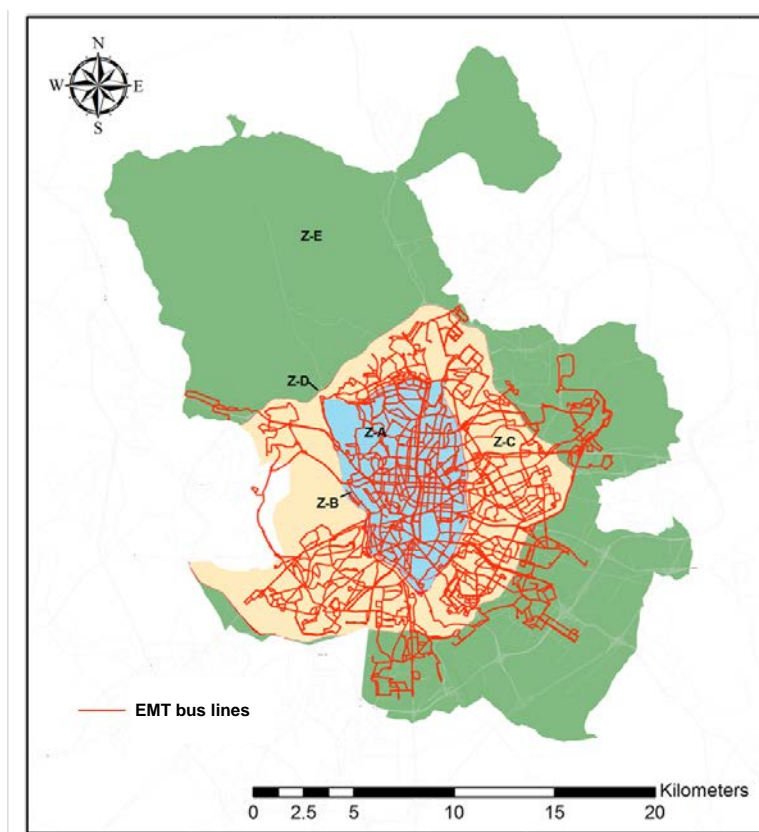 N
W E
S
Z-E
Z-D
Z-A
Z-C
Z-B
EMT bus lines
Kilometers
0 2.5 5 10 15 20